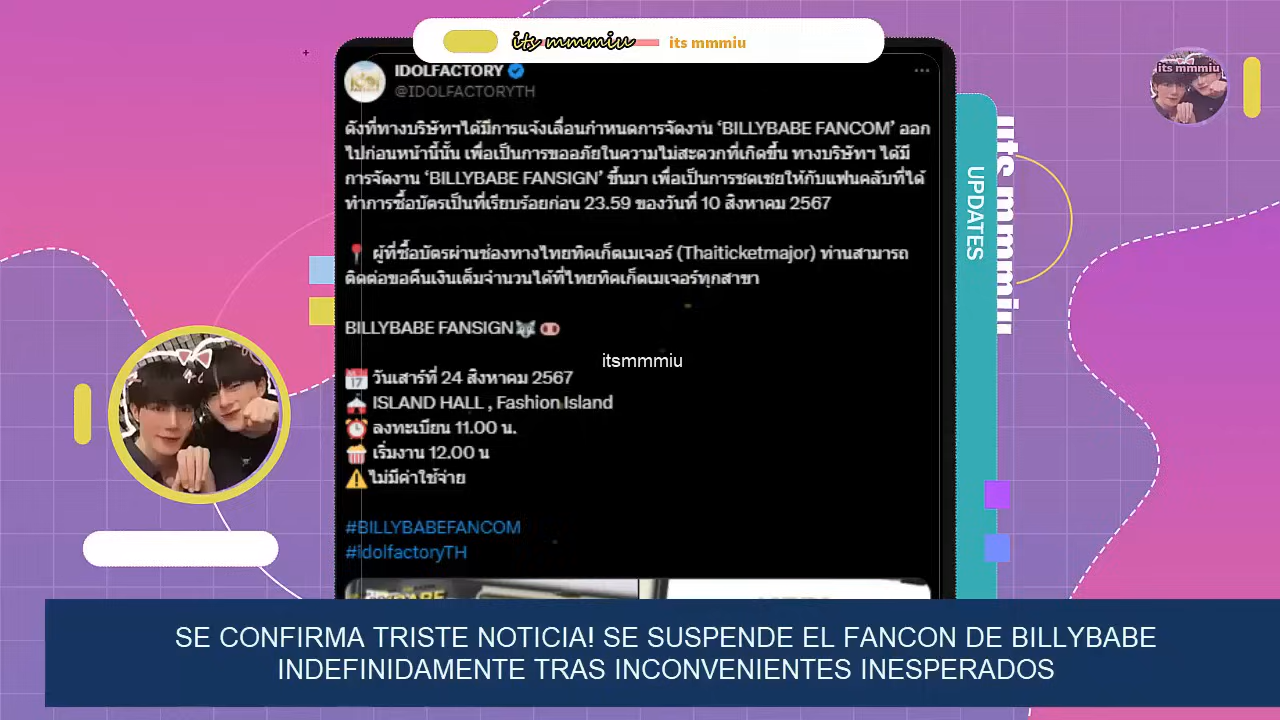 its mmmiu
its mmmiu
its mmmiu
IDOLFACTORY
@IDOLFACTORYTH
ดังที่ทางบริษัทฯได้มีการแจ้งเลื่อนกำหนดการจัดงาน ‘BILLYBABE FANCOM’ ออก
ไปก่อนหน้านี้นั้น เพื่อเป็นการขออภัยในความไม่สะดวกที่เกิดขึ้น ทางบริษัทฯ ได้มี
การจัดงาน ‘BILLYBABE FANSIGN’ ขึ้นมา เพื่อเป็นการชดเชยให้กับแฟนคลับที่ได้
ทำการซื้อบัตรเป็นที่เรียบร้อยก่อน 23.59 ของวันที่ 10 สิงหาคม 2567
📍 ผู้ที่ซื้อบัตรผ่านช่องทางไทยทิคเก็ตเมเจอร์ (Thaiticketmajor) ท่านสามารถ
ติดต่อขอคืนเงินเต็มจำนวนได้ที่ไทยทิคเก็ตเมเจอร์ทุกสาขา
BILLYBABE FANSIGN
itsmmmiu
วันเสาร์ที่ 24 สิงหาคม 2567
ISLAND HALL , Fashion Island
ลงทะเบียน 11.00 น.
เริ่มงาน 12.00 น
⚠️ไม่มีค่าใช้จ่าย
#BILLYBABEFANCOM
#idolfactoryTH
UPDATES
its mmmiu
SE CONFIRMA TRISTE NOTICIA! SE SUSPENDE EL FANCON DE BILLYBABE
INDEFINIDAMENTE TRAS INCONVENIENTES INESPERADOS